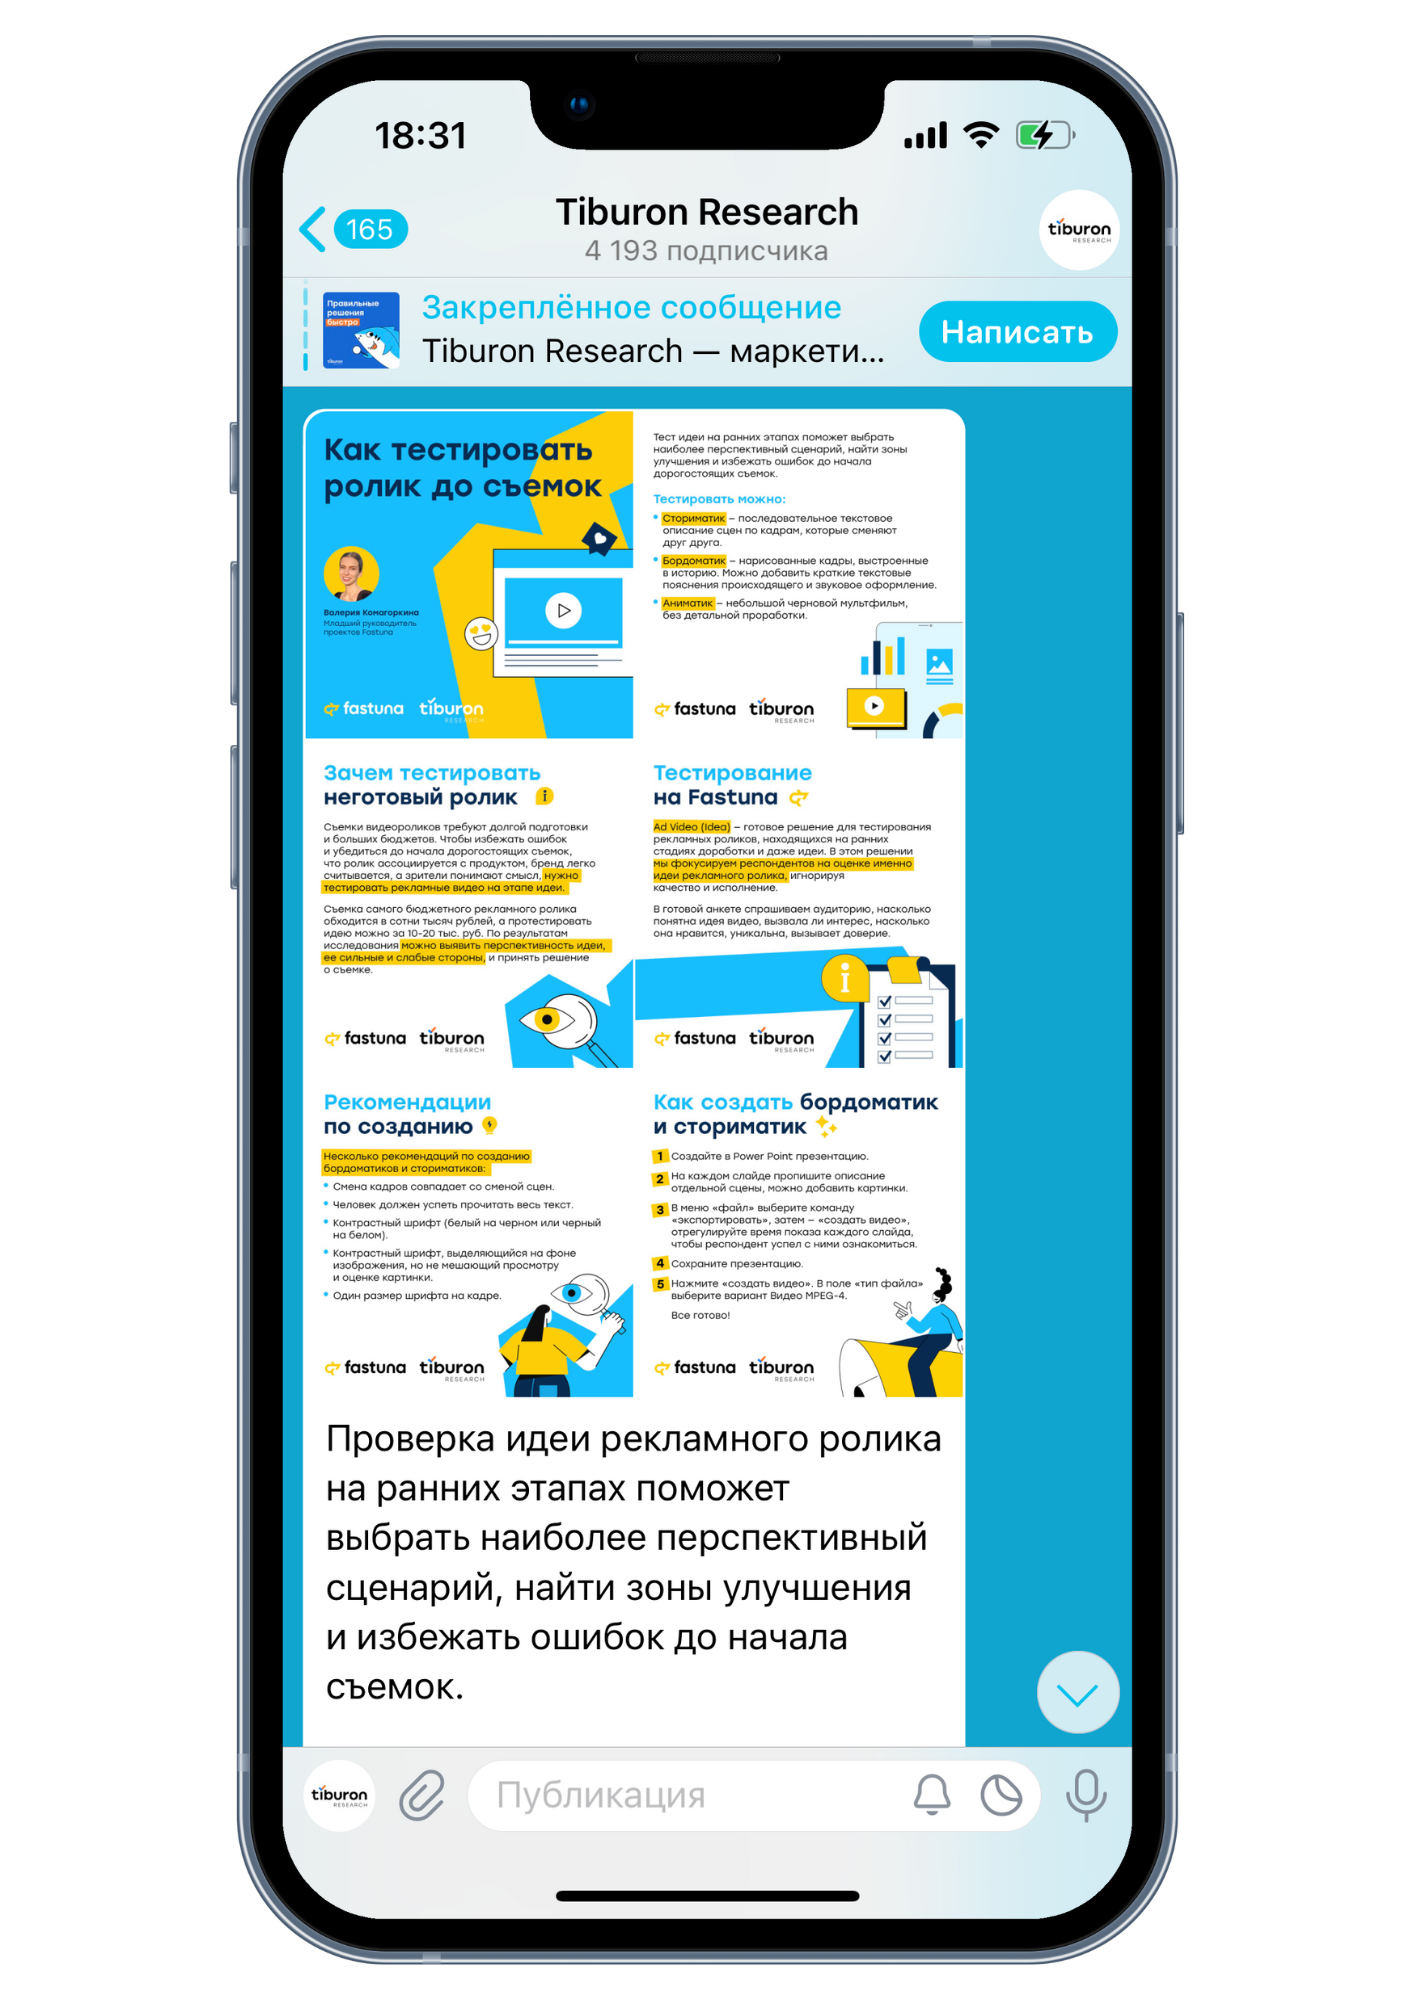 18:31
165
Tiburon Research
4 193 подписчика
tiburon
RESEARCH
Правильные
решения
быстро
tiburon
Закреплённое сообщение
Tiburon Research — маркети...
Написать
Как тестировать
ролик до съемок
Валерия Комагоркина
Младший руководитель
проектов Fastuna
fastuna tiburon
RESEARCH
Тест идеи на ранних этапах поможет выбрать
наиболее перспективный сценарий, найти зоны
улучшения и избежать ошибок до начала
дорогостоящих съемок.
Тестировать можно:
• Сториматик – последовательное текстовое
описание сцен по кадрам, которые сменяют
друг друга.
• Бордоматик – нарисованные кадры, выстроенные
в историю. Можно добавить краткие текстовые
пояснения происходящего и звуковое оформление.
• Аниматик – небольшой черновой мультфильм,
без детальной проработки.
fastuna tiburon
RESEARCH
Зачем тестировать
неготовый ролик
Съемки видеороликов требуют долгой подготовки
и больших бюджетов. Чтобы избежать ошибок
и убедиться до начала дорогостоящих съемок,
что ролик ассоциируется с продуктом, бренд легко
считывается, а зрители понимают смысл, нужно
тестировать рекламные видео на этапе идеи.
Съемка самого бюджетного рекламного ролика
обходится в сотни тысяч рублей, а протестировать
идею можно за 10-20 тыс. руб. По результатам
исследования можно выявить перспективность идеи,
ее сильные и слабые стороны, и принять решение
о съемке.
fastuna tiburon
RESEARCH
Тестирование
на Fastuna
Ad Video (Idea) – готовое решение для тестирования
рекламных роликов, находящихся на ранних
стадиях доработки и даже идеи. В этом решении
мы фокусируем респондентов на оценке именно
идеи рекламного ролика, игнорируя
качество и исполнение.
В готовой анкете спрашиваем аудиторию, насколько
понятна идея видео, вызвала ли интерес, насколько
она нравится, уникальна, вызывает доверие.
fastuna tiburon
RESEARCH
Рекомендации
по созданию
Несколько рекомендаций по созданию
бордоматиков и сториматиков:
• Смена кадров совпадает со сменой сцен.
• Человек должен успеть прочитать весь текст.
• Контрастный шрифт (белый на черном или черный
на белом).
• Контрастный шрифт, выделяющийся на фоне
изображения, но не мешающий просмотру
и оценке картинки.
• Один размер шрифта на кадре.
fastuna tiburon
RESEARCH
Как создать бордоматик
и сториматик
1 Создайте в Power Point презентацию.
2 На каждом слайде пропишите описание
отдельной сцены, можно добавить картинки.
3 В меню «файл» выберите команду
«экспортировать», затем – «создать видео»,
отрегулируйте время показа каждого слайда,
чтобы респондент успел с ними ознакомиться.
4 Сохраните презентацию.
5 Нажмите «создать видео». В поле «тип файла»
выберите вариант Видео MPEG-4.
Все готово!
fastuna tiburon
RESEARCH
Проверка идеи рекламного ролика
на ранних этапах поможет
выбрать наиболее перспективный
сценарий, найти зоны улучшения
и избежать ошибок до начала
съемок.
tiburon
RESEARCH
Публикация